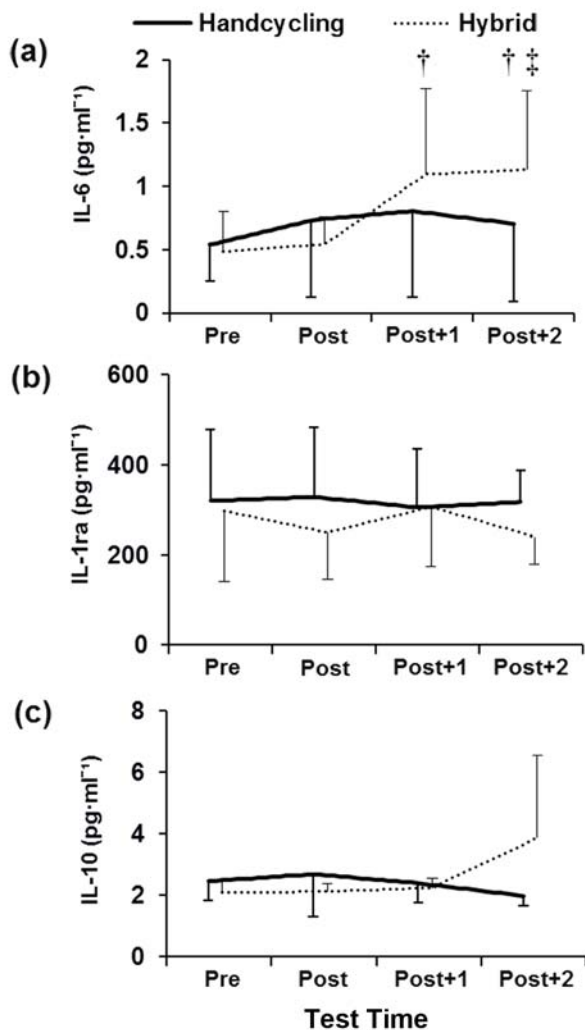 Handcycling Hybrid
(a)
† † ‡
2
1.5
1
0.5
0
IL-6 (pg·ml⁻¹)
Pre Post Post+1 Post+2
(b)
600
400
200
0
IL-1ra (pg·ml⁻¹)
Pre Post Post+1 Post+2
(c)
8
6
4
2
0
IL-10 (pg·ml⁻¹)
Pre Post Post+1 Post+2
Test Time